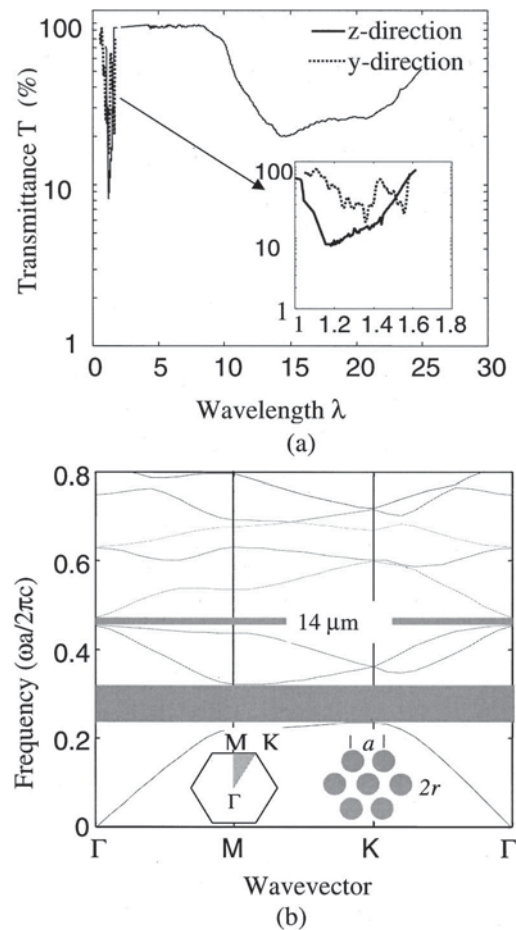 100
z-direction
y-direction
10
1
Transmittance T (%)
100
10
1
1 1.2 1.4 1.6 1.8
0 5 10 15 20 25 30
Wavelength λ
(a)
0.8
0.6
0.4
0.2
0
Frequency (ωa/2πc)
14 μm
M K
Γ
a
2r
Γ M K Γ
Wavevector
(b)